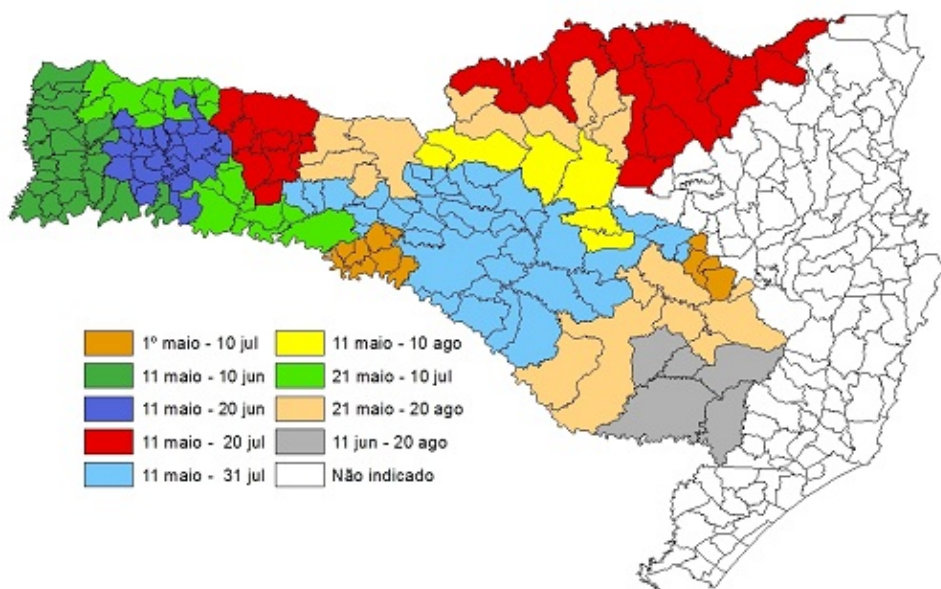 1º maio - 10 jul
11 maio - 10 jun
11 maio - 20 jun
11 maio - 20 jul
11 maio - 31 jul
11 maio - 10 ago
21 maio - 10 jul
21 maio - 20 ago
11 jun - 20 ago
Não indicado